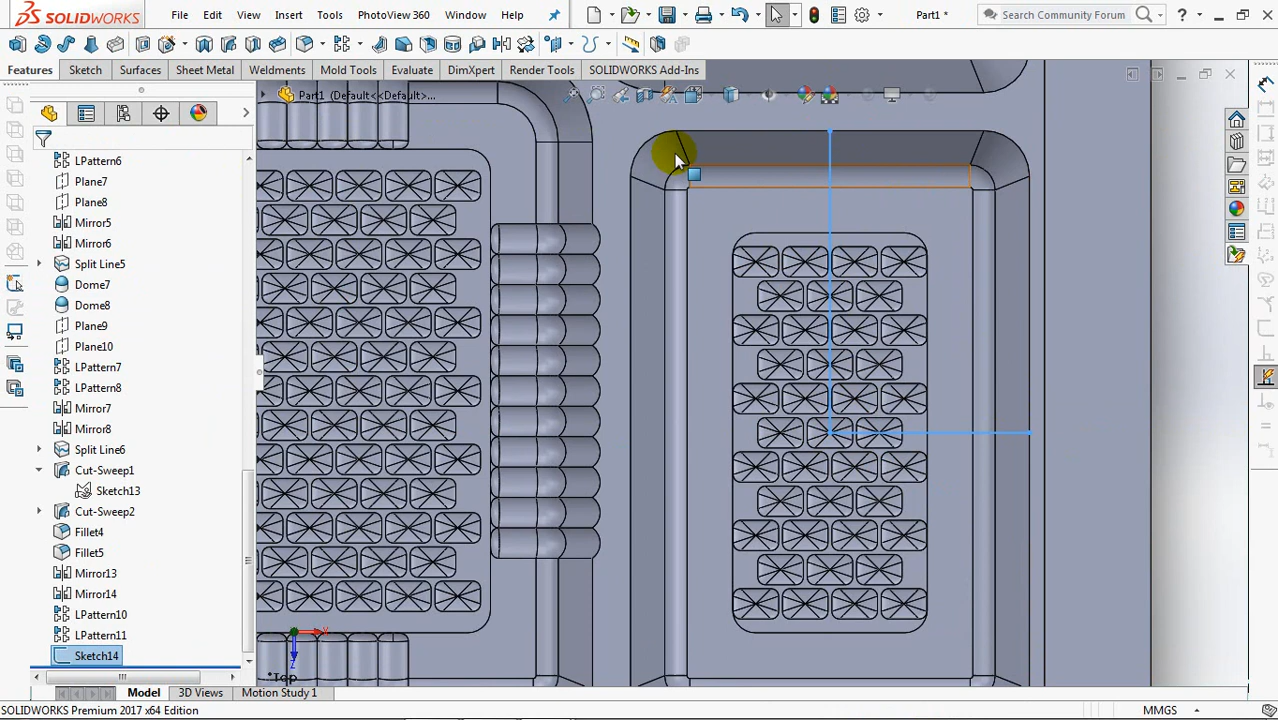 SOLIDWORKS File Edit View Insert Tools PhotoView 360 Window Help Part1 * Search Community Forum ?
Features Sketch Surfaces Sheet Metal Weldments Mold Tools Evaluate DimXpert Render Tools SOLIDWORKS Add-Ins
Part1 (Default<<Default>...
LPattern6
Plane7
Plane8
Mirror5
Mirror6
Split Line5
Dome7
Dome8
Plane9
Plane10
LPattern7
LPattern8
Mirror7
Mirror8
Split Line6
Cut-Sweep1
Sketch13
Cut-Sweep2
Fillet4
Fillet5
Mirror13
Mirror14
LPattern10
LPattern11
Sketch14
X
Z
*Top
Model 3D Views Motion Study 1
SOLIDWORKS Premium 2017 x64 Edition MMGS